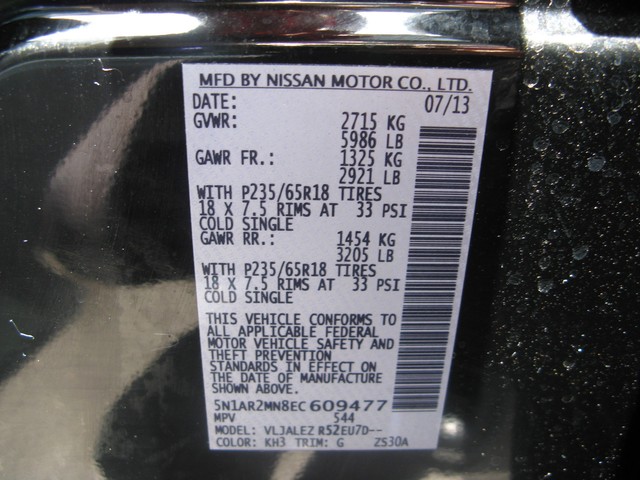 MFD BY NISSAN MOTOR CO., LTD.
DATE: 07/13
GVWR: 2715 KG
5986 LB
GAWR FR.: 1325 KG
2921 LB
WITH P235/65R18 TIRES
18 X 7.5 RIMS AT 33 PSI
COLD SINGLE
GAWR RR.: 1454 KG
3205 LB
WITH P235/65R18 TIRES
18 X 7.5 RIMS AT 33 PSI
COLD SINGLE
THIS VEHICLE CONFORMS TO
ALL APPLICABLE FEDERAL
MOTOR VEHICLE SAFETY AND
THEFT PREVENTION
STANDARDS IN EFFECT ON
THE DATE OF MANUFACTURE
SHOWN ABOVE.
5N1AR2MN8EC609477
MPV 544
MODEL: VLJALEZ R52EU7D--
COLOR: KH3 TRIM: G ZS30A